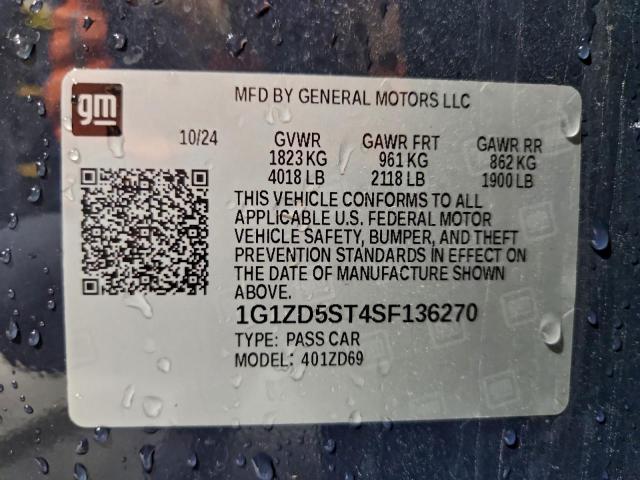 gm
MFD BY GENERAL MOTORS LLC
10/24
GVWR GAWR FRT GAWR RR
1823 KG 961 KG 862 KG
4018 LB 2118 LB 1900 LB
THIS VEHICLE CONFORMS TO ALL
APPLICABLE U.S. FEDERAL MOTOR
VEHICLE SAFETY, BUMPER, AND THEFT
PREVENTION STANDARDS IN EFFECT ON
THE DATE OF MANUFACTURE SHOWN
ABOVE.
1G1ZD5ST4SF136270
TYPE: PASS CAR
MODEL: 401ZD69